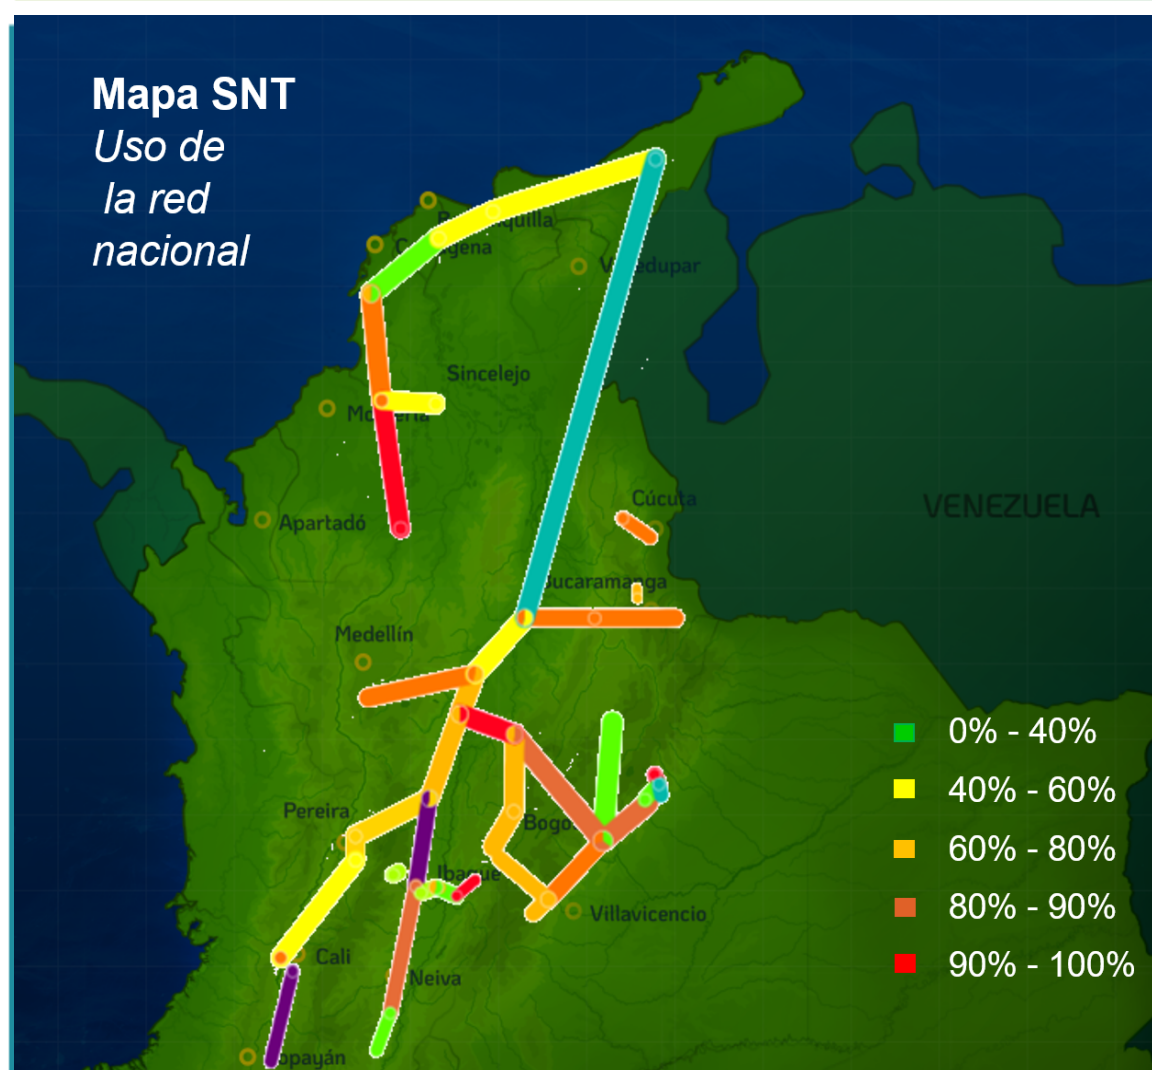 Mapa SNT
Uso de
la red
nacional
Sincelejo
Apartadó
Cúcuta
VENEZUELA
Medellín
0% - 40%
40% - 60%
Pereira
60% - 80%
Ibague
80% - 90%
Villavicencio
Cali
90% - 100%
Neiva